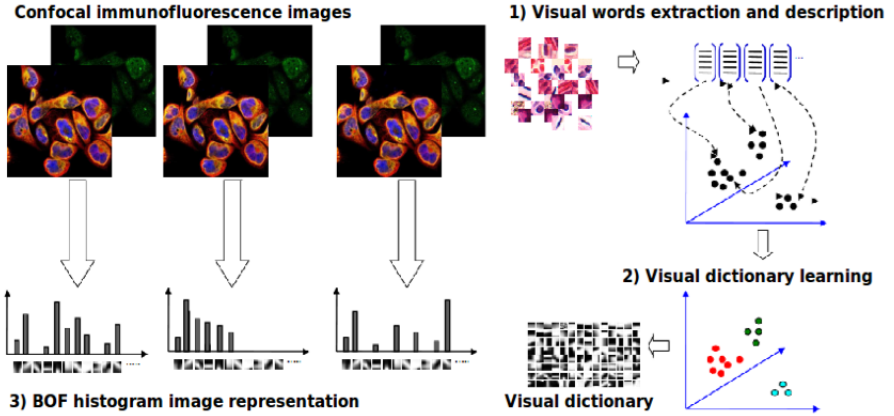 Confocal immunofluorescence images
1) Visual words extraction and description
2) Visual dictionary learning
Visual dictionary
3) BOF histogram image representation